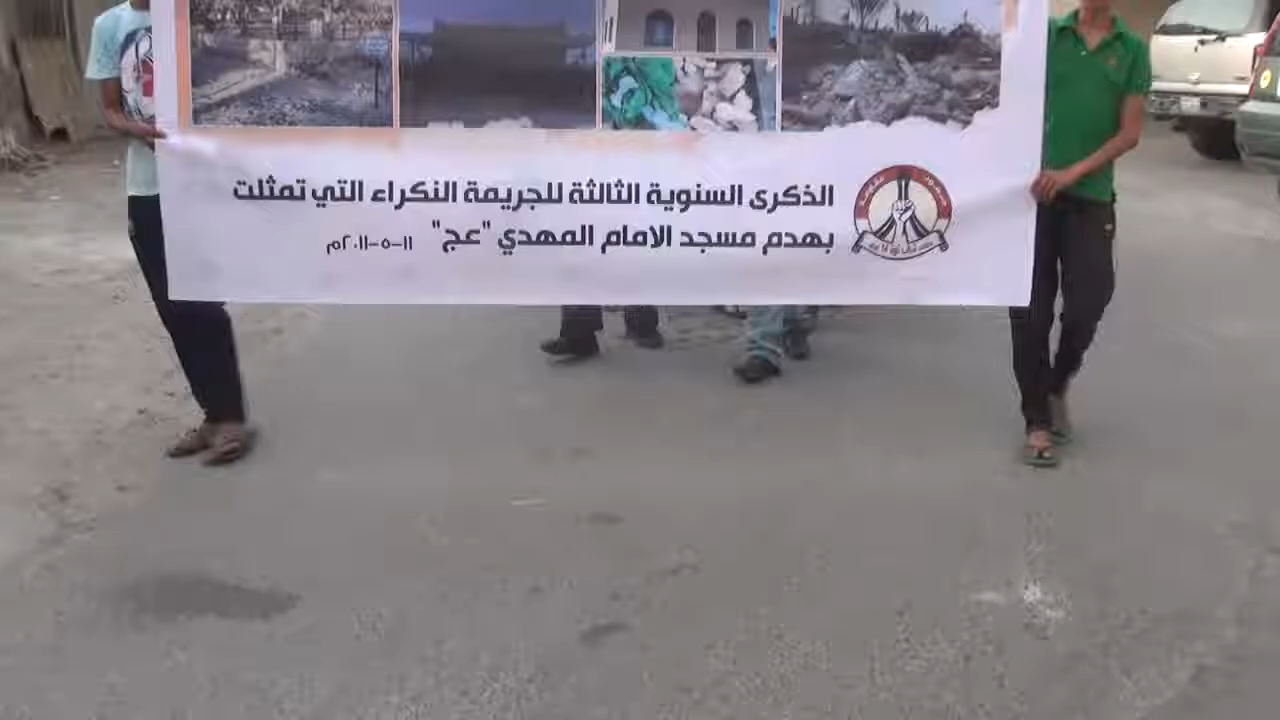 الذكرى السنوية الثالثة للجريمة النكراء التي تمثلت
بهدم مسجد الامام المهدي "عج" ١١-٥-٢٠١١م